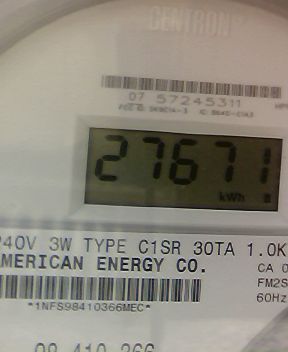 CENTRON
07 57245311
27671
kWh
240V 3W TYPE C1SR 30TA 1.0K
AMERICAN ENERGY CO.
CA 0
FM2S
60Hz
*1NFS98410366MEC*
98 410 366